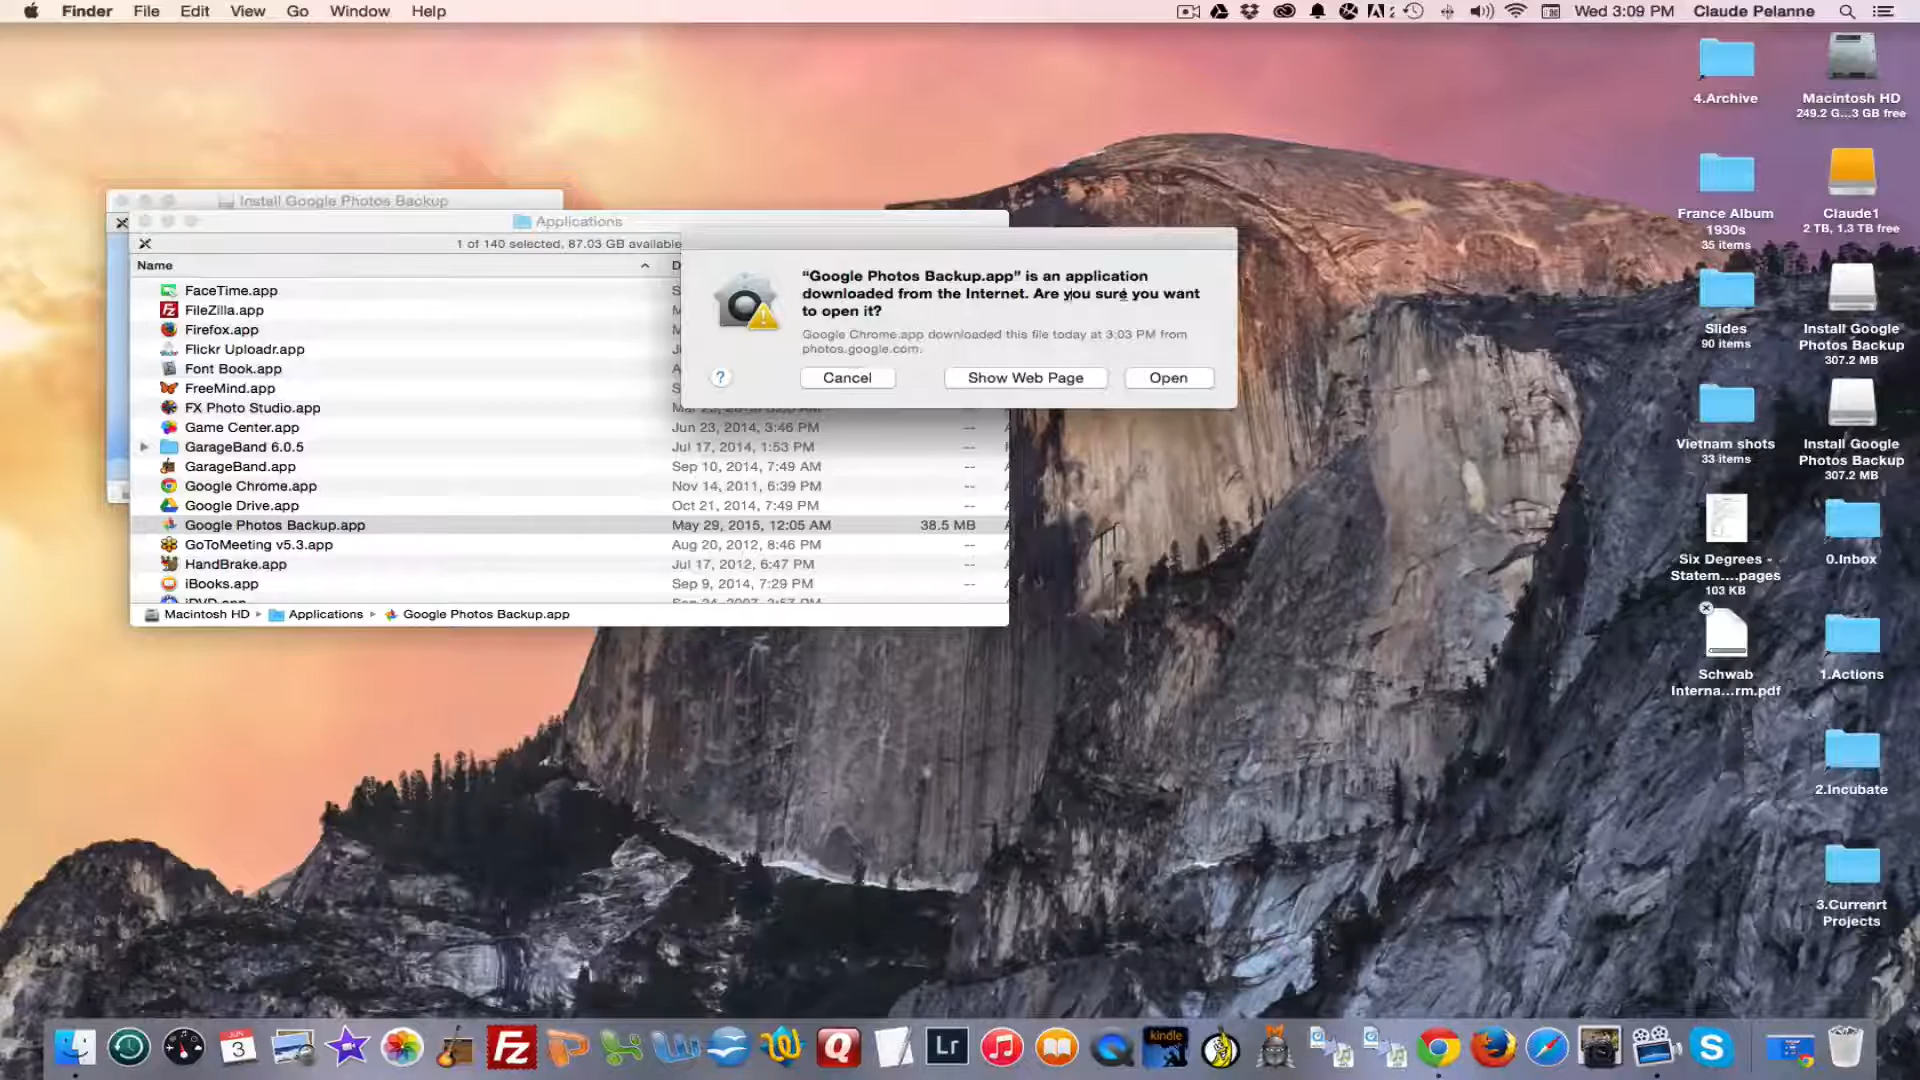 Finder File Edit View Go Window Help
Wed 3:09 PM Claude Pelanne
Install Google Photos Backup
Applications
1 of 140 selected, 87.03 GB available
Name
FaceTime.app
FileZilla.app
Firefox.app
Flickr Uploadr.app
Font Book.app
FreeMind.app
FX Photo Studio.app
Game Center.app Jun 23, 2014, 3:46 PM --
GarageBand 6.0.5 Jul 17, 2014, 1:53 PM --
GarageBand.app Sep 10, 2014, 7:49 AM --
Google Chrome.app Nov 14, 2011, 6:39 PM --
Google Drive.app Oct 21, 2014, 7:49 PM --
Google Photos Backup.app May 29, 2015, 12:05 AM 38.5 MB
GoToMeeting v5.3.app Aug 20, 2012, 8:46 PM --
HandBrake.app Jul 17, 2012, 6:47 PM --
iBooks.app Sep 9, 2014, 7:29 PM --
Macintosh HD Applications Google Photos Backup.app
“Google Photos Backup.app” is an application
downloaded from the Internet. Are you sure you want
to open it?
Google Chrome.app downloaded this file today at 3:03 PM from
photos.google.com.
? Cancel Show Web Page Open
4.Archive
Macintosh HD
249.2 G...3 GB free
France Album
1930s
35 items
Claude1
2 TB, 1.3 TB free
Slides
90 items
Install Google
Photos Backup
307.2 MB
Vietnam shots
33 items
Install Google
Photos Backup
307.2 MB
Six Degrees -
Statem....pages
103 KB
0.Inbox
Schwab
Interna...rm.pdf
1.Actions
2.Incubate
3.Currenrt
Projects
JUN
3
Fz
Q
Lr
kindle
S